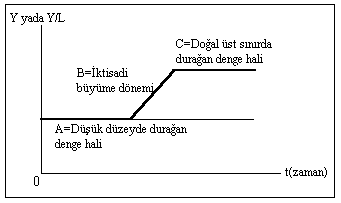 Y yada Y/L
C=Doğal üst sınırda
durağan denge hali
B=İktisadi
büyüme dönemi
A=Düşük düzeyde durağan
denge hali
t(zaman)
0